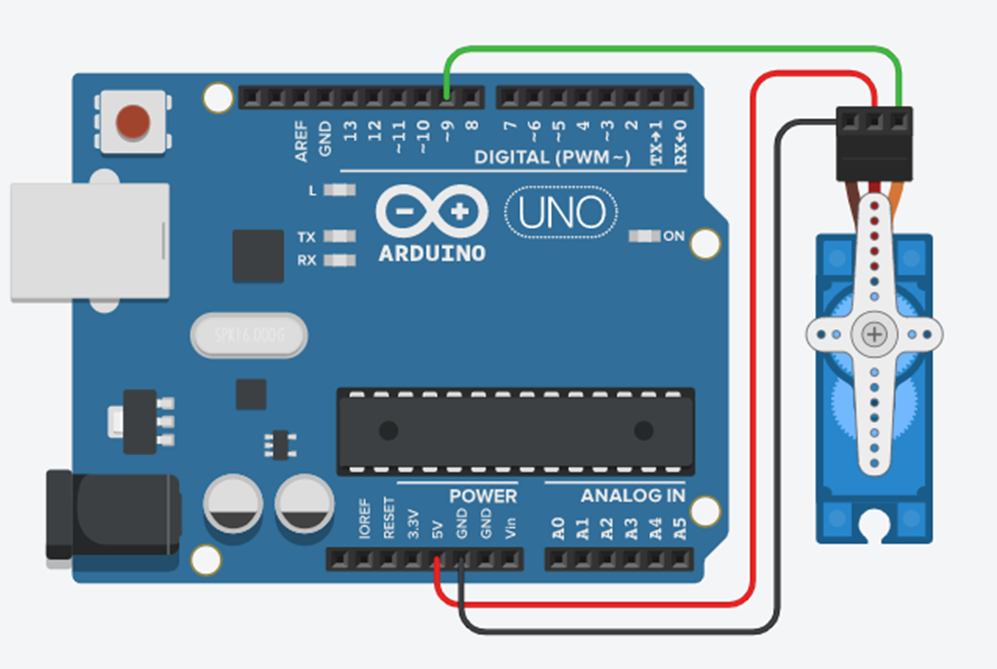 AREF
GND
13
12
~11
~10
~9
8
7
~6
~5
4
~3
2
TX→1
RX←0
DIGITAL (PWM~)
L
TX
RX
ARDUINO
UNO
ON
SPK16.000G
POWER
ANALOG IN
IOREF
RESET
3.3V
5V
GND
GND
Vin
A0
A1
A2
A3
A4
A5